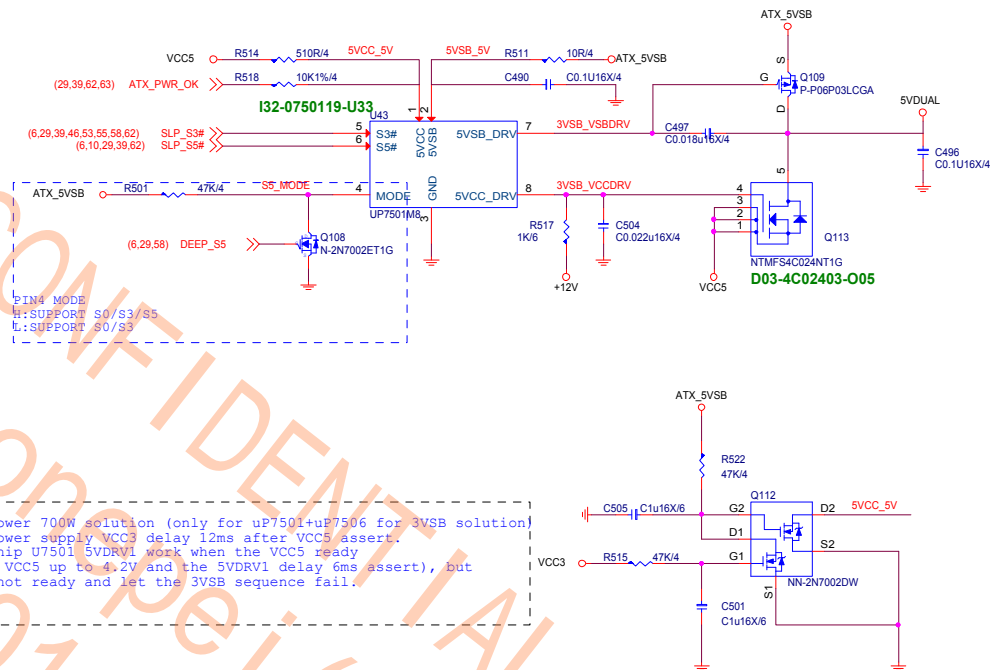 ATX_5VSB
VCC5 R514 510R/4 5VCC_5V 5VSB_5V R511 10R/4 ATX_5VSB
(29,39,62,63) ATX_PWR_OK R518 10K1%/4 C490 C0.1U16X/4
S
G Q109
P-P06P03LCGA
D
I32-0750119-U33
U43
1 2
5VDUAL
(6,29,39,46,53,55,58,62) SLP_S3# 5 S3# 5VCC 5VSB 5VSB_DRV 7 3VSB_VSBDRV C497
C0.018u16X/4
(6,10,29,39,62) SLP_S5# 6 S5#
C496
C0.1U16X/4
5
ATX_5VSB R501 47K/4 S5_MODE 4 MODE GND 5VCC_DRV 8 3VSB_VCCDRV 4
3
2
1
UP7501M8 3
R517
1K/6
C504
C0.022u16X/4
Q113
(6,29,58) DEEP_S5 Q108
N-2N7002ET1G
NTMFS4C024NT1G
D03-4C02403-O05
+12V
VCC5
PIN4 MODE
H:SUPPORT S0/S3/S5
L:SUPPORT S0/S3
ATX_5VSB
R522
47K/4
C505 C1u16X/6
Q112
G2 D2 5VCC_5V
D1
S2
VCC3 R515 47K/4 G1
S1
NN-2N7002DW
C501
C1u16X/6
ower 700W solution (only for uP7501+uP7506 for 3VSB solution)
ower supply VCC3 delay 12ms after VCC5 assert.
hip U7501 5VDRV1 work when the VCC5 ready
VCC5 up to 4.2V and the 5VDRV1 delay 6ms assert), but
not ready and let the 3VSB sequence fail.
CONFIDENTIAL